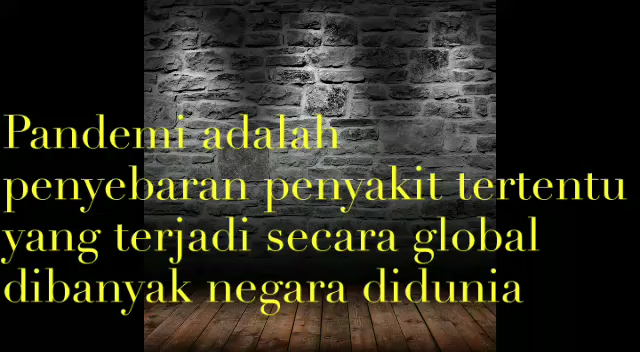 Pandemi adalah
penyebaran penyakit tertentu
yang terjadi secara global
dibanyak negara didunia